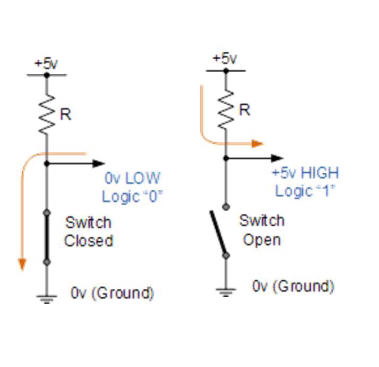 +5v
R
0v LOW
Logic “0”
Switch
Closed
0v (Ground)
+5v
R
+5v HIGH
Logic “1”
Switch
Open
0v (Ground)